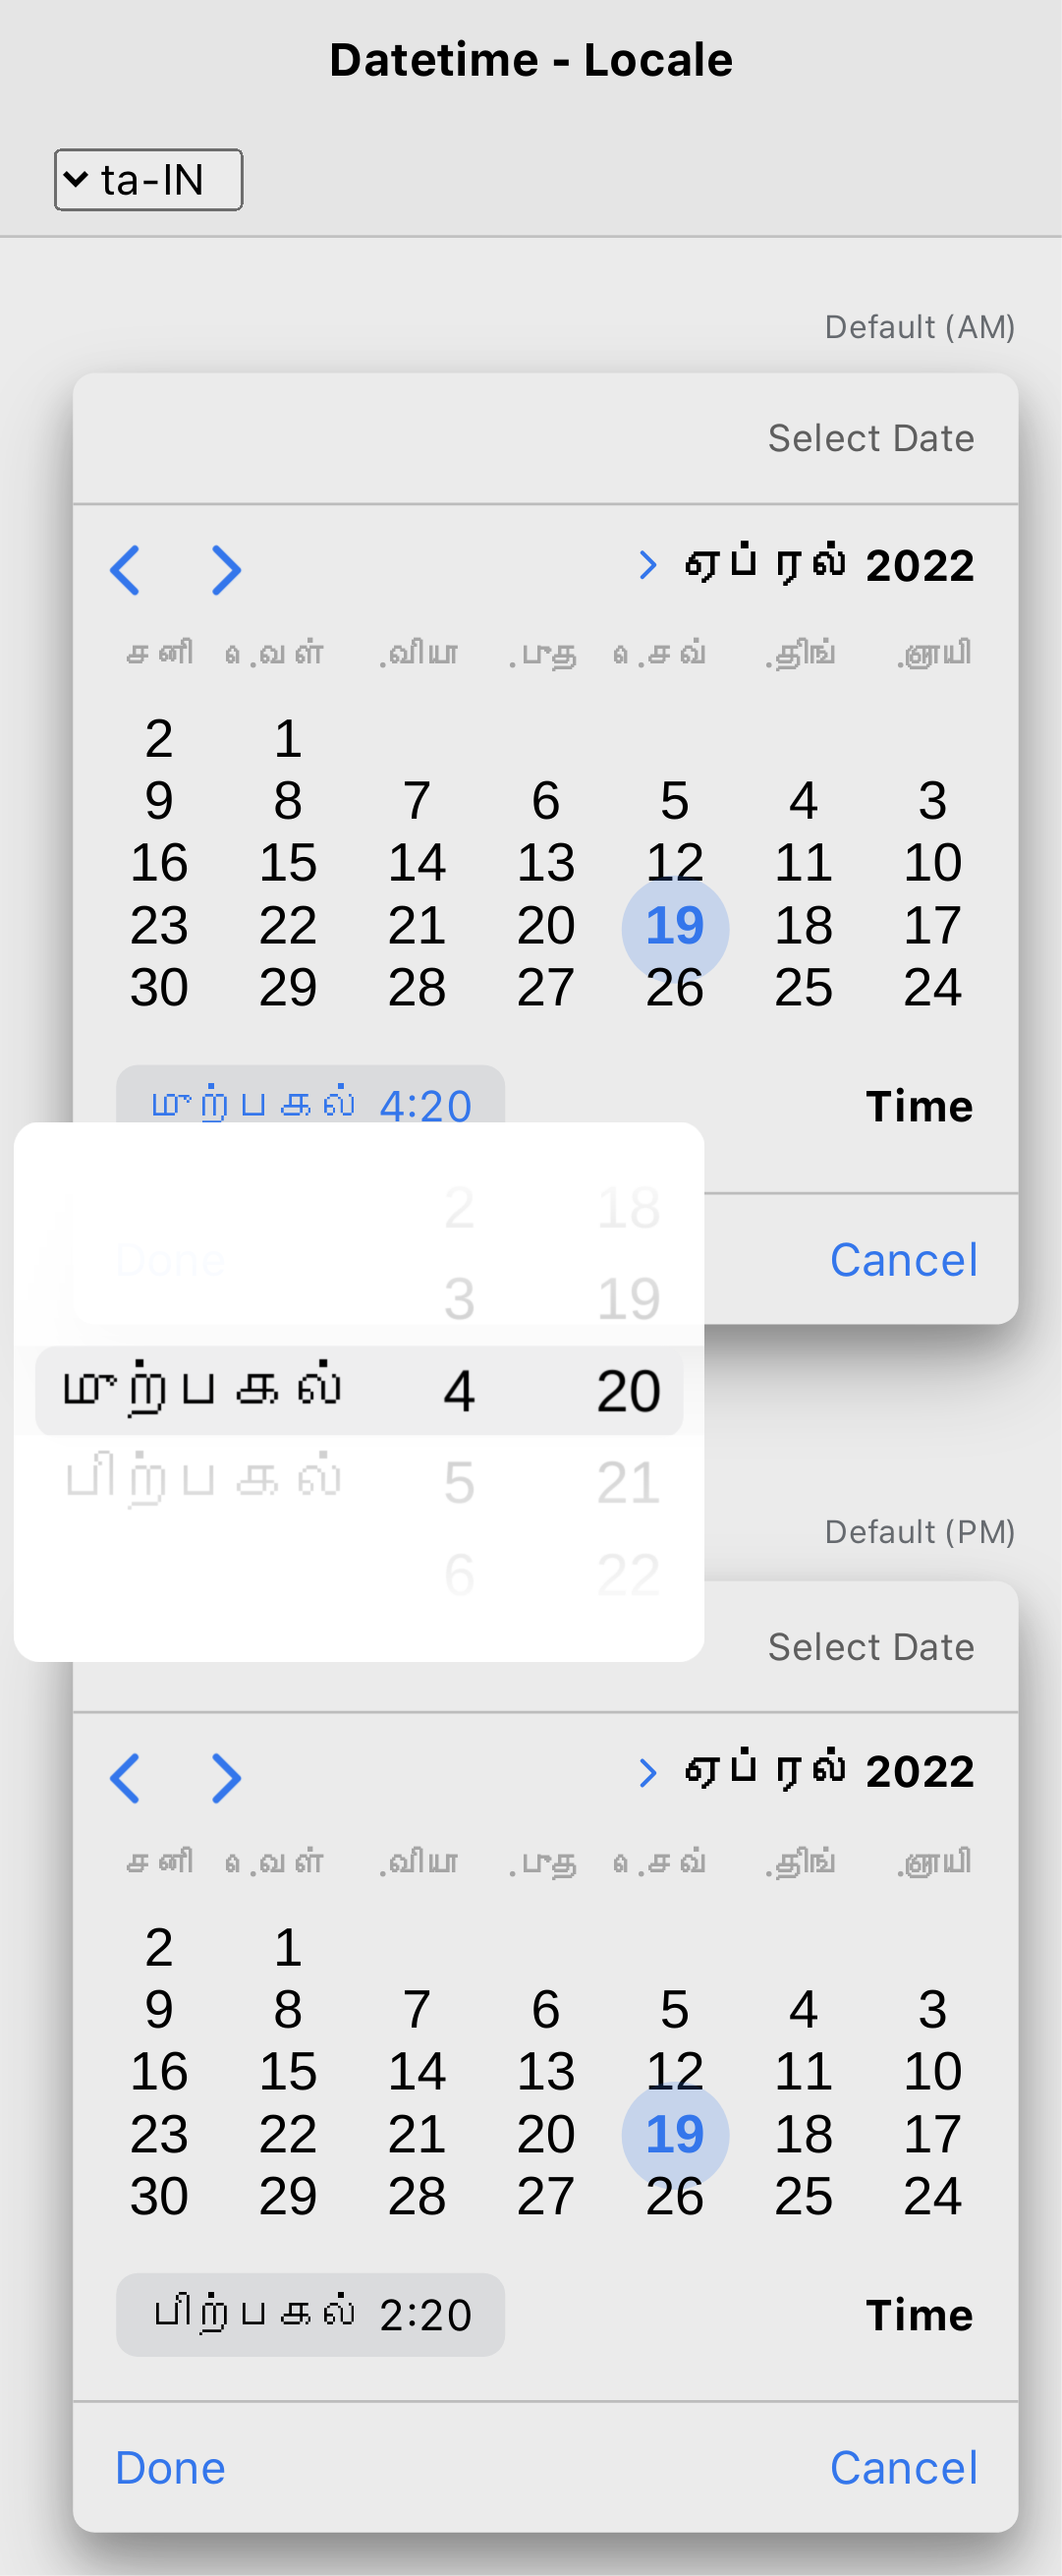 Datetime - Locale
ta-IN
Default (AM)
Select Date
ஏப்ரல் 2022
சனி வெள். வியா. புத. செவ். திங். ஞாயி.
2 1
9 8 7 6 5 4 3
16 15 14 13 12 11 10
23 22 21 20 19 18 17
30 29 28 27 26 25 24
முற்பகல் 4:20 Time
2 18
Done Cancel
3 19
முற்பகல் 4 20
பிற்பகல் 5 21
6 22
Default (PM)
Select Date
ஏப்ரல் 2022
சனி வெள். வியா. புத. செவ். திங். ஞாயி.
2 1
9 8 7 6 5 4 3
16 15 14 13 12 11 10
23 22 21 20 19 18 17
30 29 28 27 26 25 24
பிற்பகல் 2:20 Time
Done Cancel